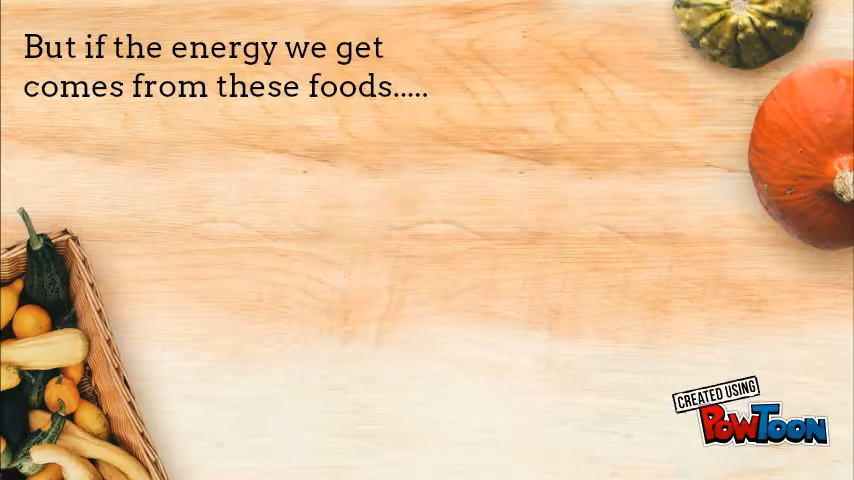 But if the energy we get
comes from these foods.....
CREATED USING
POWTOON